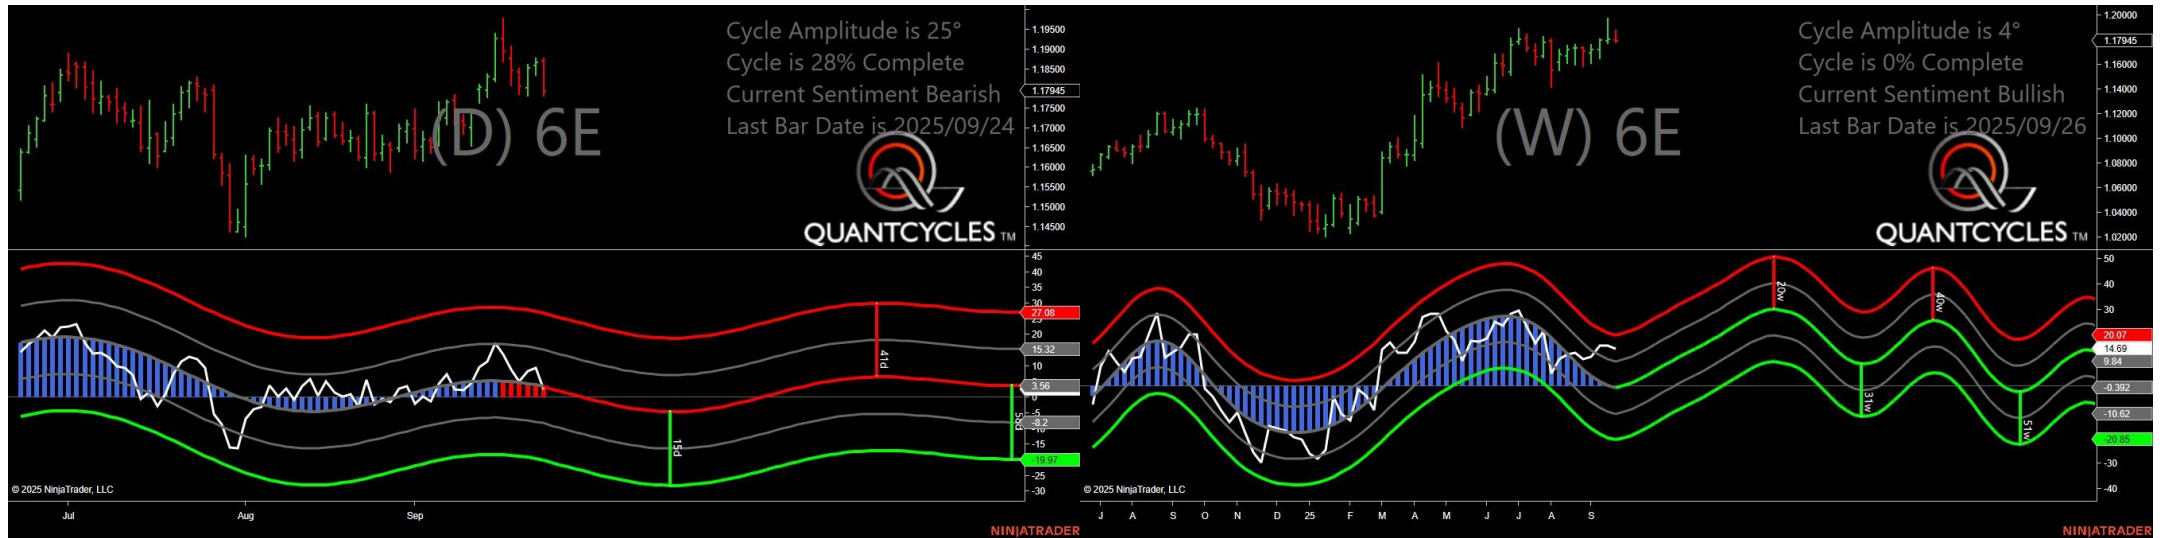 Cycle Amplitude is 25°
Cycle is 28% Complete
Current Sentiment Bearish
Last Bar Date is 2025/09/24
(D) 6E
QUANTCYCLES TM
1.19500
1.19000
1.18500
1.17945
1.17500
1.17000
1.16500
1.16000
1.15500
1.15000
1.14500
45
40
35
30
27.08
25
20
15.32
10
5
3.56
0
-5
-8.2
-10
-15
-19.97
-25
-30
41d
15d
58d
© 2025 NinjaTrader, LLC
Jul Aug Sep
NINJATRADER
Cycle Amplitude is 4°
Cycle is 0% Complete
Current Sentiment Bullish
Last Bar Date is 2025/09/26
(W) 6E
QUANTCYCLES TM
1.20000
1.17945
1.16000
1.14000
1.12000
1.10000
1.08000
1.06000
1.04000
1.02000
50
40
30
20.07
14.69
9.84
-0.392
-10.62
-20.85
-30
-40
20w
40w
31w
51w
© 2025 NinjaTrader, LLC
J A S O N D 25 F M A M J J A S
NINJATRADER